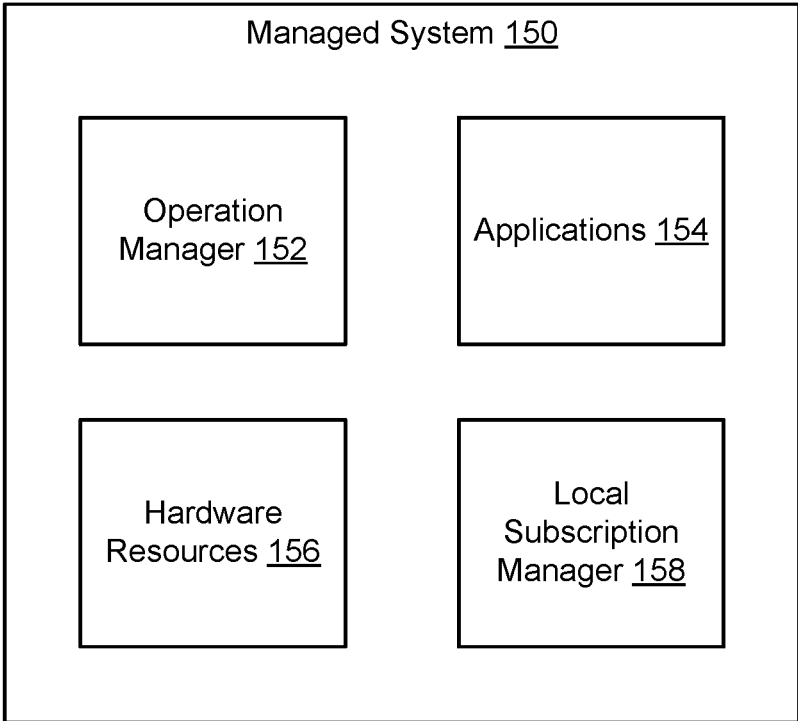 Managed System 150
Operation
Manager 152
Applications 154
Hardware
Resources 156
Local
Subscription
Manager 158